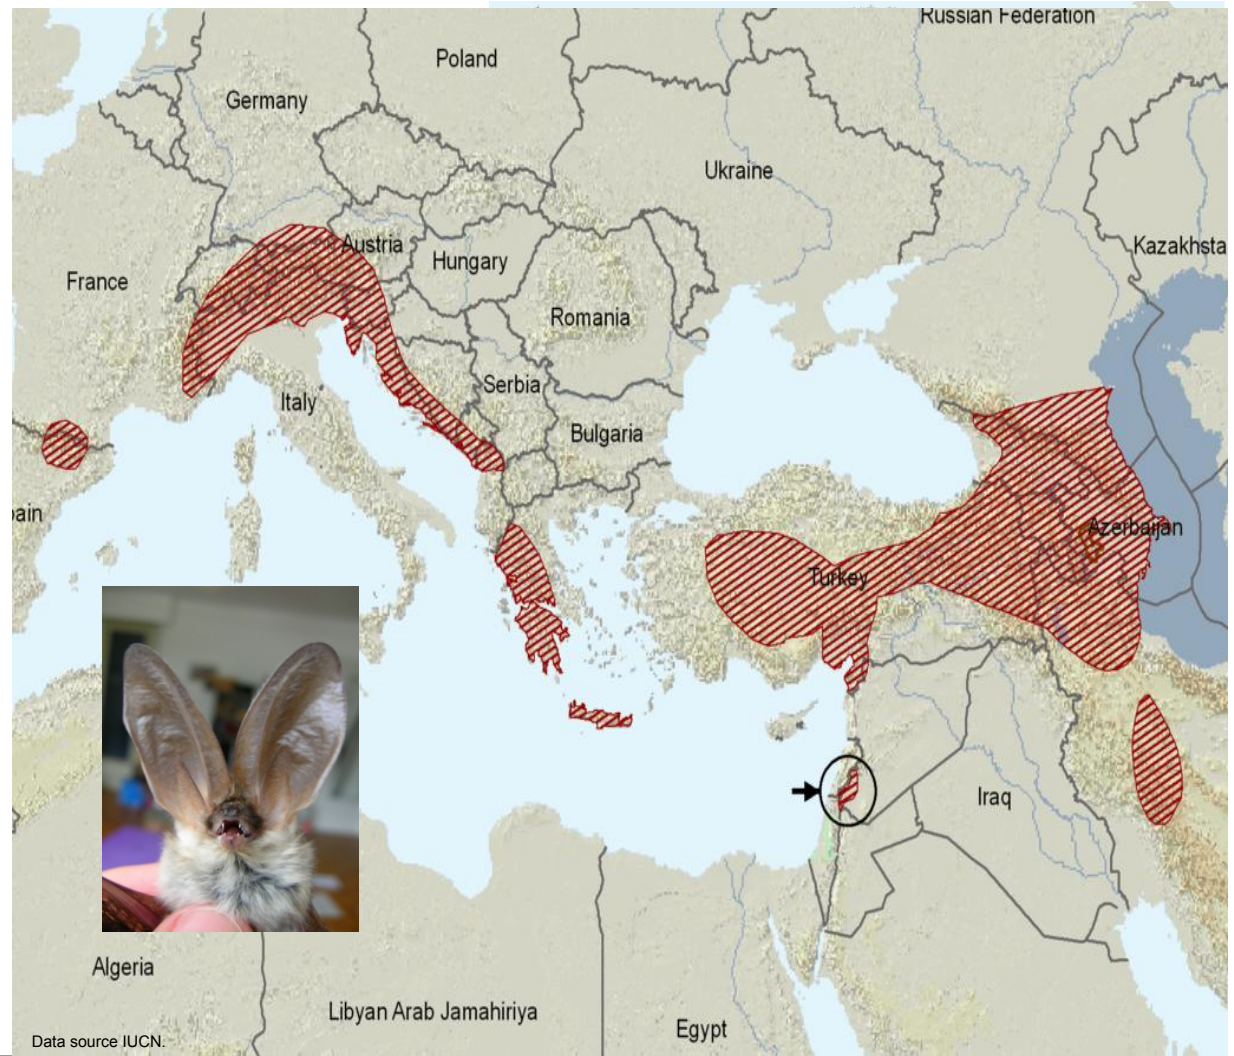 Russian Federation
Poland
Germany
Ukraine
Austria
Hungary
Kazakhsta
France
Romania
Serbia
Italy
Bulgaria
pain
Azerbaijan
Turkey
Iraq
Algeria
Libyan Arab Jamahiriya
Egypt
Data source IUCN.